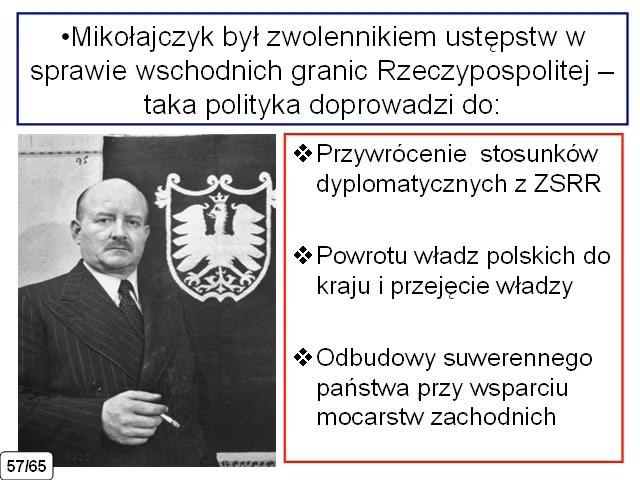 •Mikołajczyk był zwolennikiem ustępstw w
sprawie wschodnich granic Rzeczypospolitej –
taka polityka doprowadzi do:
95
❖Przywrócenie stosunków
dyplomatycznych z ZSRR
❖Powrotu władz polskich do
kraju i przejęcie władzy
❖Odbudowy suwerennego
państwa przy wsparciu
mocarstw zachodnich
57/65